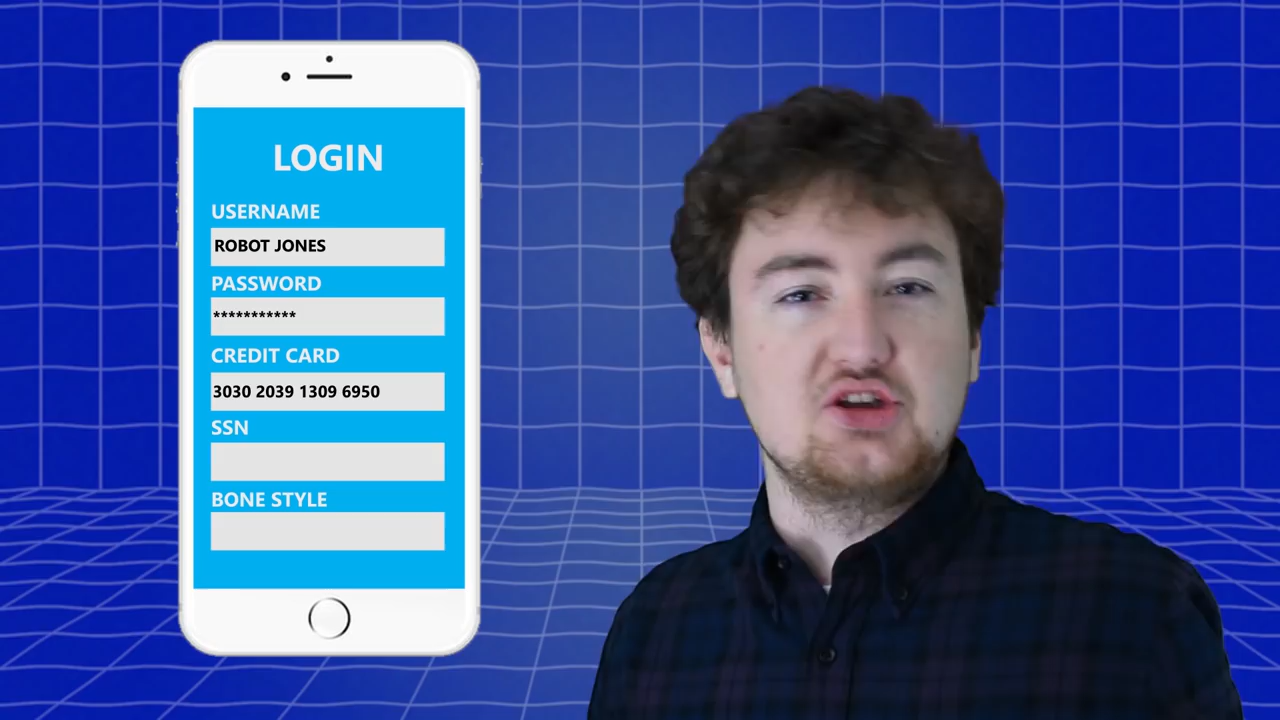 LOGIN
USERNAME
ROBOT JONES
PASSWORD
***********
CREDIT CARD
3030 2039 1309 6950
SSN
BONE STYLE